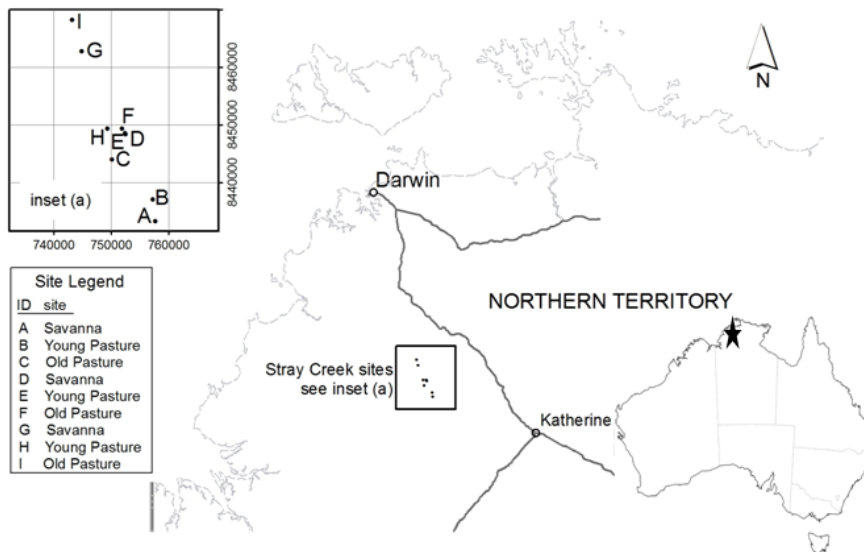 I
G
F
H
E
D
C
B
A
inset (a)
8460000
8450000
8440000
740000 750000 760000
Site Legend
ID site
A Savanna
B Young Pasture
C Old Pasture
D Savanna
E Young Pasture
F Old Pasture
G Savanna
H Young Pasture
I Old Pasture
N
Darwin
NORTHERN TERRITORY
Stray Creek sites
see inset (a)
Katherine